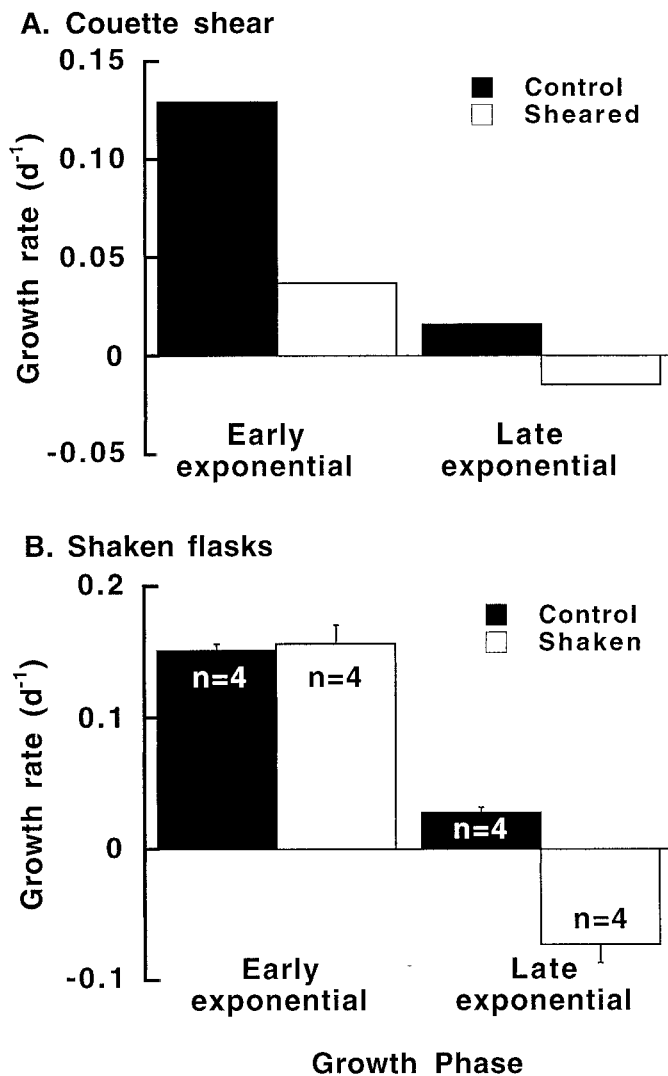 A. Couette shear
0.15
0.10
0.05
0
-0.05
Growth rate (d-1)
Control
Sheared
Early
exponential
Late
exponential
B. Shaken flasks
0.2
0.1
0
-0.1
Growth rate (d-1)
Control
Shaken
n=4
n=4
n=4
n=4
Early
exponential
Late
exponential
Growth Phase